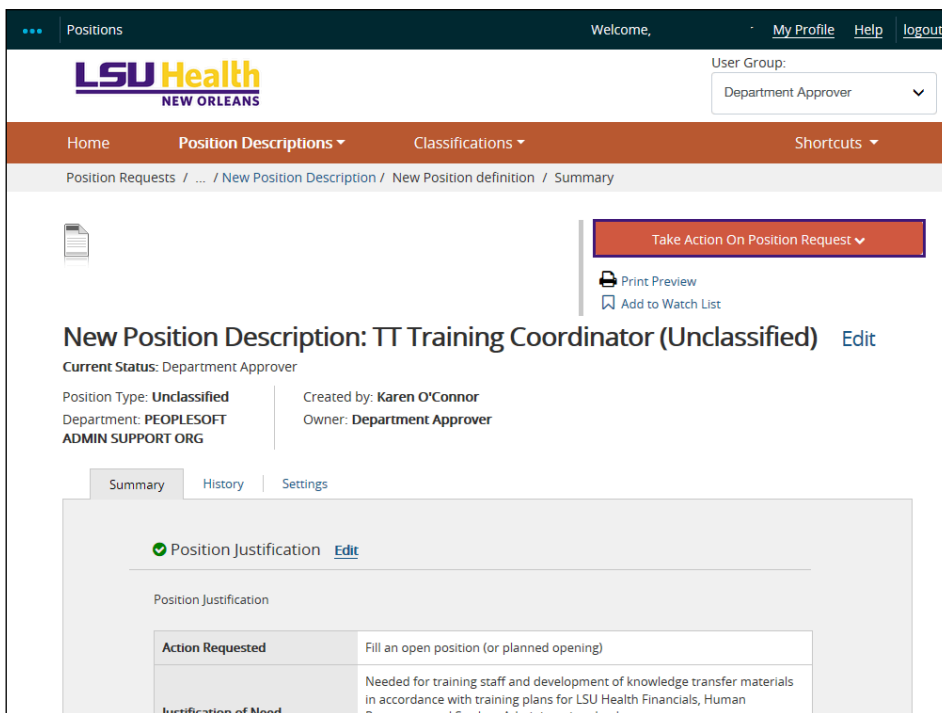 Positions Welcome, My Profile Help logout
LSU Health
NEW ORLEANS
User Group:
Department Approver
Home Position Descriptions Classifications Shortcuts
Position Requests / ... / New Position Description / New Position definition / Summary
Take Action On Position Request
Print Preview
Add to Watch List
New Position Description: TT Training Coordinator (Unclassified) Edit
Current Status: Department Approver
Position Type: Unclassified Created by: Karen O'Connor
Department: PEOPLESOFT Owner: Department Approver
ADMIN SUPPORT ORG
Summary History Settings
Position Justification Edit
Position Justification
Action Requested Fill an open position (or planned opening)
Needed for training staff and development of knowledge transfer materials
in accordance with training plans for LSU Health Financials, Human
Justification of Need